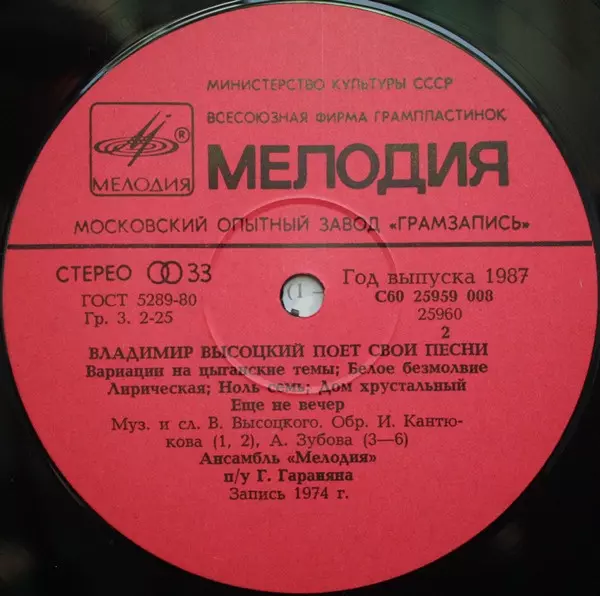 МИНИСТЕРСТВО КУЛЬТУРЫ СССР
ВСЕСОЮЗНАЯ ФИРМА ГРАМПЛАСТИНОК
® МЕЛОДИЯ
МЕЛОДИЯ
МОСКОВСКИЙ ОПЫТНЫЙ ЗАВОД «ГРАМЗАПИСЬ»
СТЕРЕО 33
Год выпуска 1987
ГОСТ 5289-80
С60 25959 008
Гр. 3. 2-25
25960
(1—
2
ВЛАДИМИР ВЫСОЦКИЙ ПОЕТ СВОИ ПЕСНИ
Вариации на цыганские темы; Белое безмолвие
Лирическая; Ноль семь; Дом хрустальный
Еще не вечер
Муз. и сл. В. Высоцкого. Обр. И. Кантю-
кова (1, 2), А. Зубова (3—6)
Ансамбль «Мелодия»
п/у Г. Гараняна
Запись 1974 г.